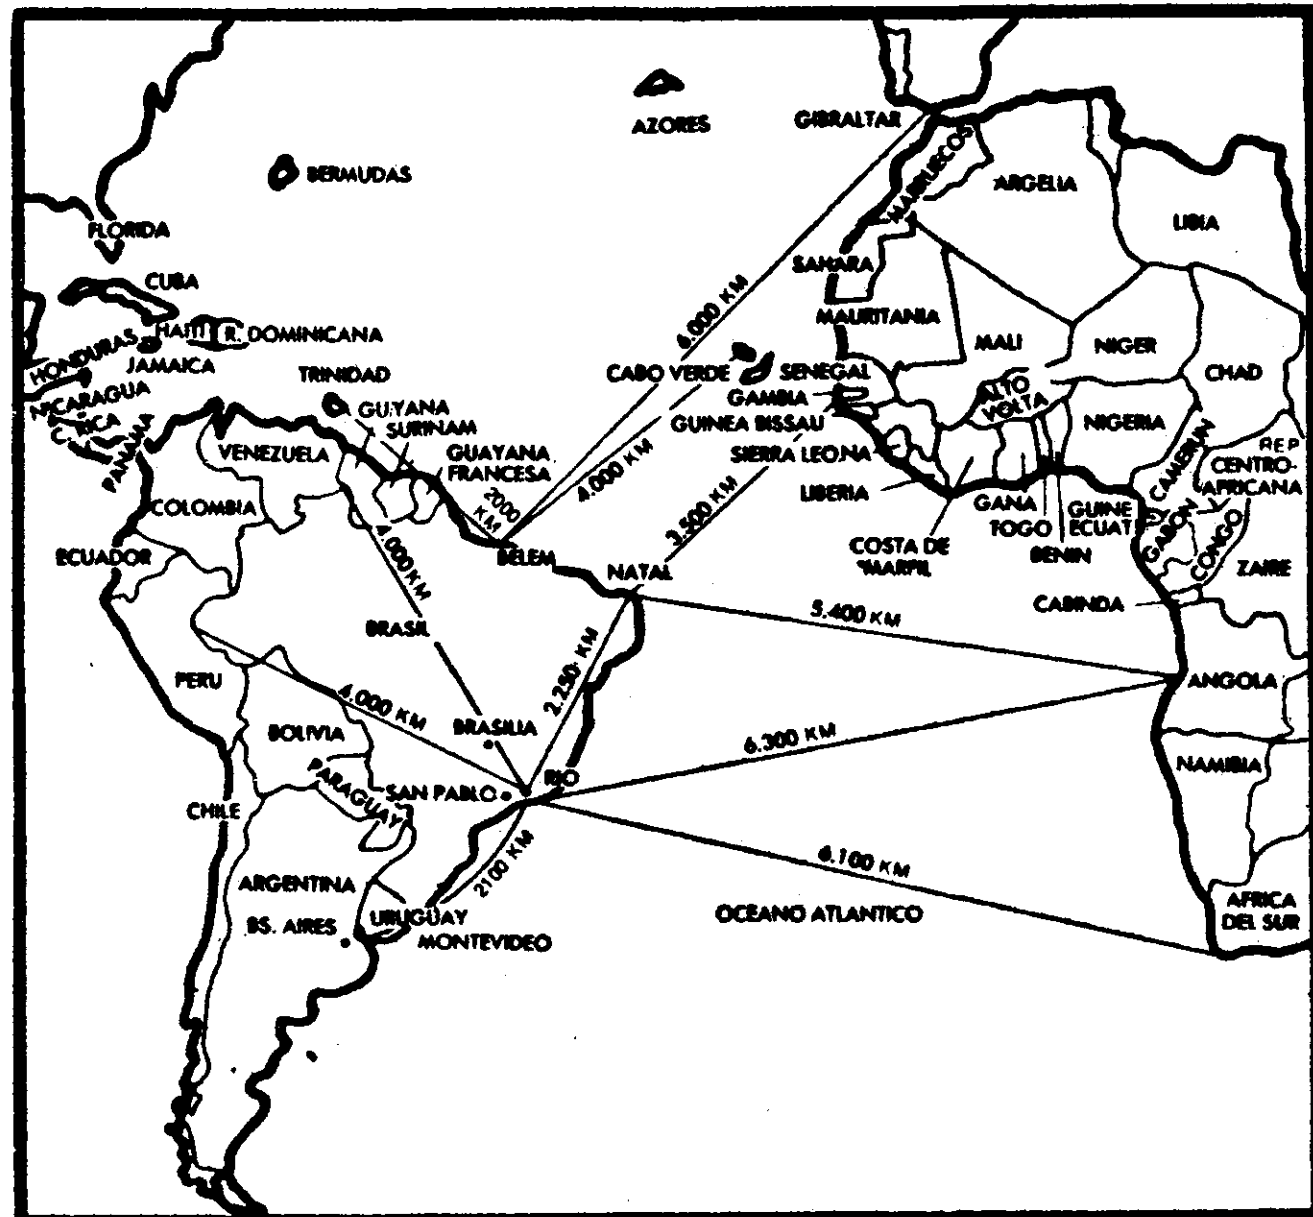 AZORES
GIBRALTAR
MARRUECOS
ARGELIA
LIBIA
BERMUDAS
FLORIDA
CUBA
SAHARA
6.000 KM
MAURITANIA
MALI
NIGER
CHAD
HAITI
R. DOMINICANA
HONDURAS
JAMAICA
NICARAGUA
C. RICA
PANAMA
TRINIDAD
CABO VERDE
SENEGAL
GAMBIA
GUINEA BISSAU
SIERRA LEONA
LIBERIA
ALTO
VOLTA
NIGERIA
CAMERUN
REP
CENTRO-
AFRICANA
GUYANA
SURINAM
GUAYANA
FRANCESA
VENEZUELA
COLOMBIA
ECUADOR
2000
KM
4.000 KM
3.500 KM
4.000 KM
BELEM
NATAL
COSTA DE
MARFIL
GANA
TOGO
BENIN
GUINE
ECUAT
GABON
CONGO
ZAIRE
CABINDA
5.400 KM
BRASIL
2.250 KM
PERU
4.000 KM
BOLIVIA
BRASILIA
6.300 KM
ANGOLA
NAMIBIA
PARAGUAY
SAN PABLO
RIO
CHILE
2100 KM
6.100 KM
ARGENTINA
BS. AIRES
URUGUAY
MONTEVIDEO
OCEANO ATLANTICO
AFRICA
DEL SUR